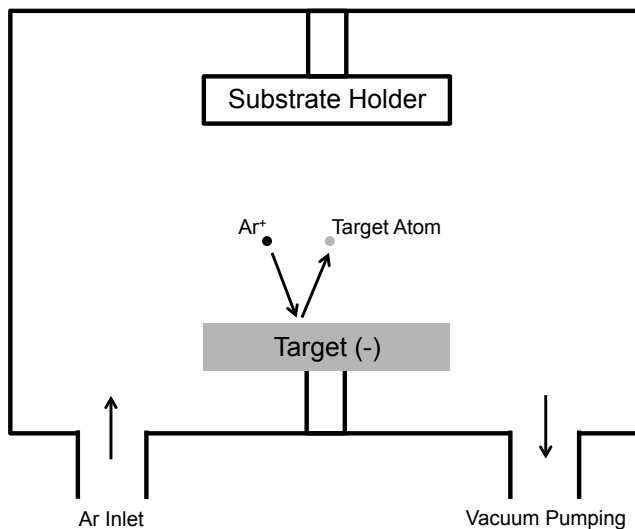 Substrate Holder
Ar⁺
Target Atom
Target (-)
Ar Inlet
Vacuum Pumping